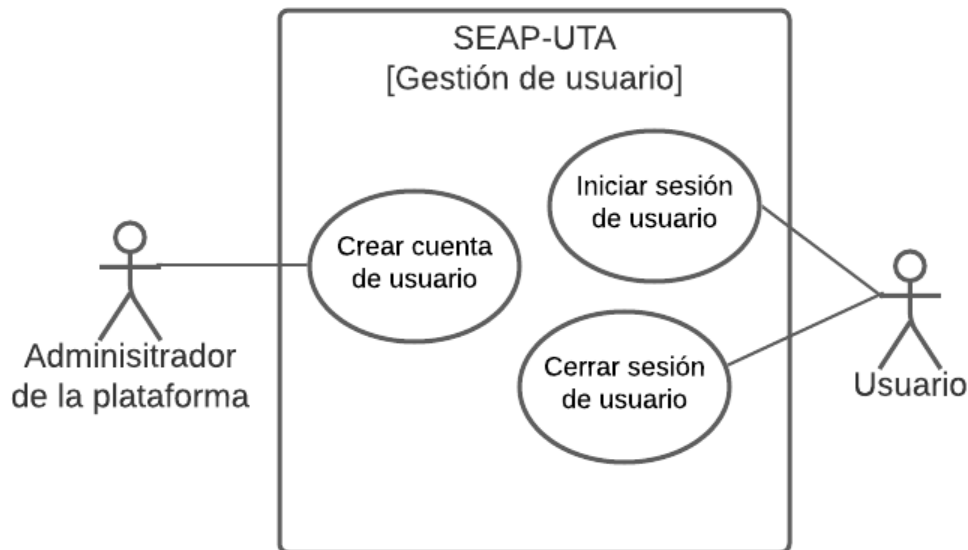 SEAP-UTA
[Gestión de usuario]
Iniciar sesión
de usuario
Crear cuenta
de usuario
Cerrar sesión
de usuario
Adminisitrador
de la plataforma
Usuario